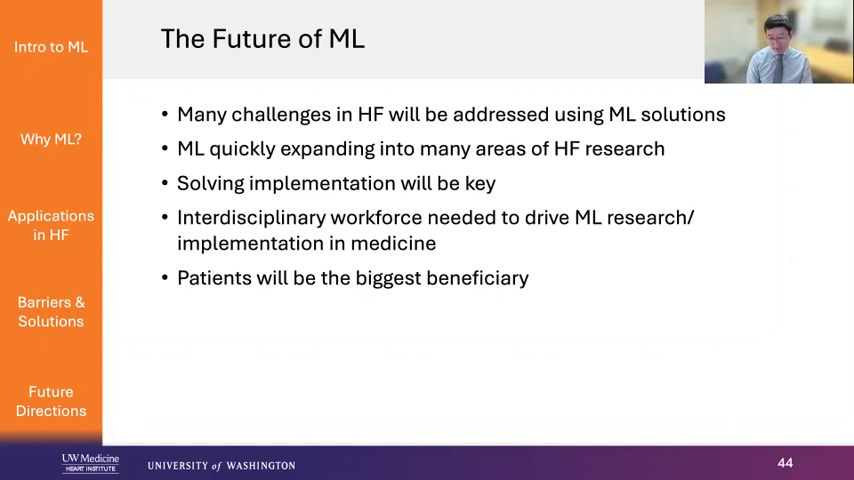 Intro to ML
Why ML?
Applications
in HF
Barriers &
Solutions
Future
Directions
The Future of ML
• Many challenges in HF will be addressed using ML solutions
• ML quickly expanding into many areas of HF research
• Solving implementation will be key
• Interdisciplinary workforce needed to drive ML research/
implementation in medicine
• Patients will be the biggest beneficiary
UW Medicine
HEART INSTITUTE
UNIVERSITY of WASHINGTON
44